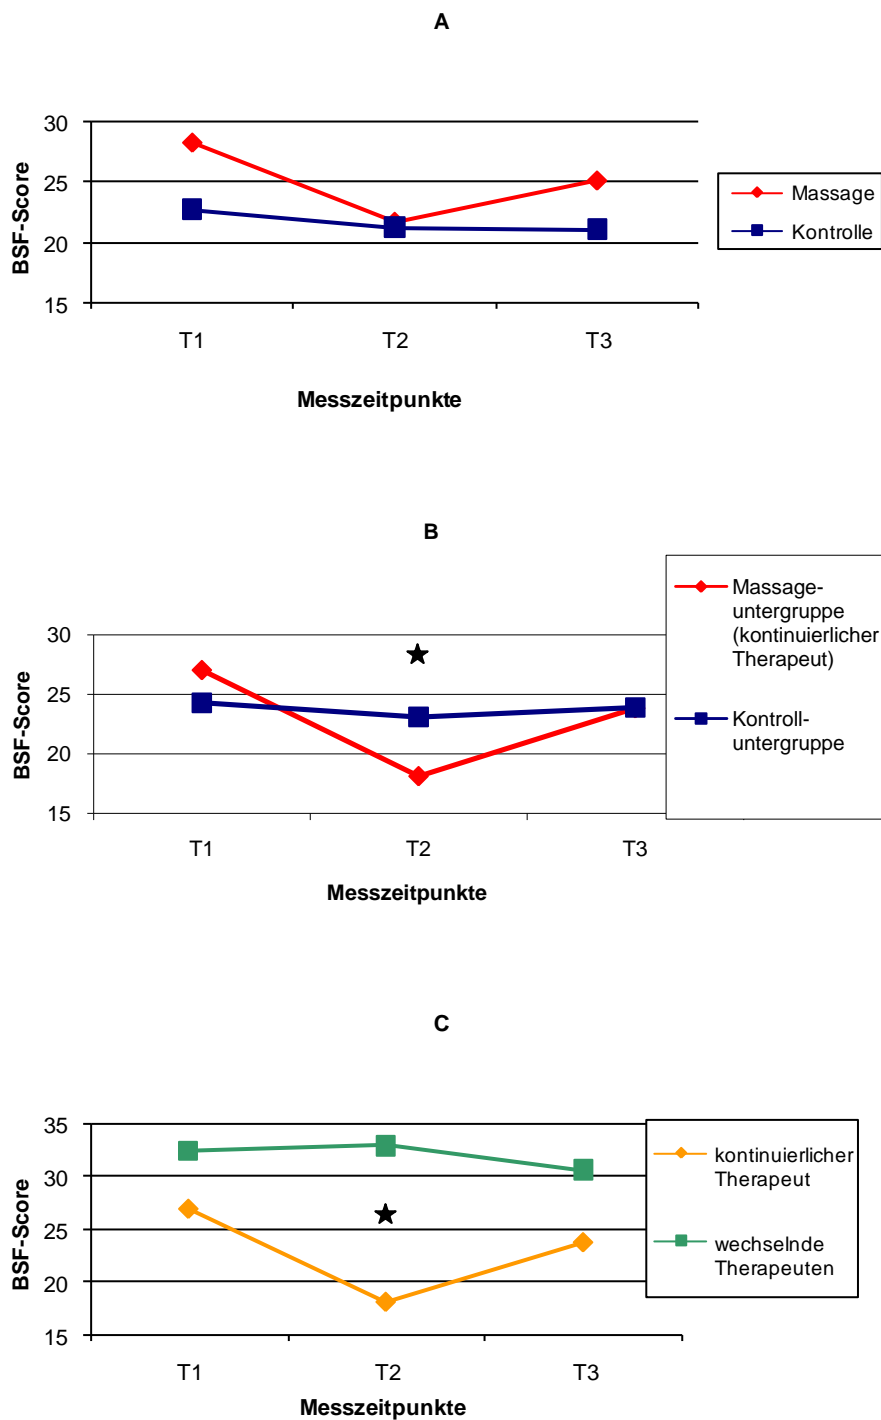 A
30
25
20
15
BSF-Score
T1 T2 T3
Messzeitpunkte
Massage
Kontrolle
B
30
25
20
15
BSF-Score
T1 T2 T3
Messzeitpunkte
Massage-
untergruppe
(kontinuierlicher
Therapeut)
Kontroll-
untergruppe
C
35
30
25
20
15
BSF-Score
T1 T2 T3
Messzeitpunkte
kontinuierlicher
Therapeut
wechselnde
Therapeuten